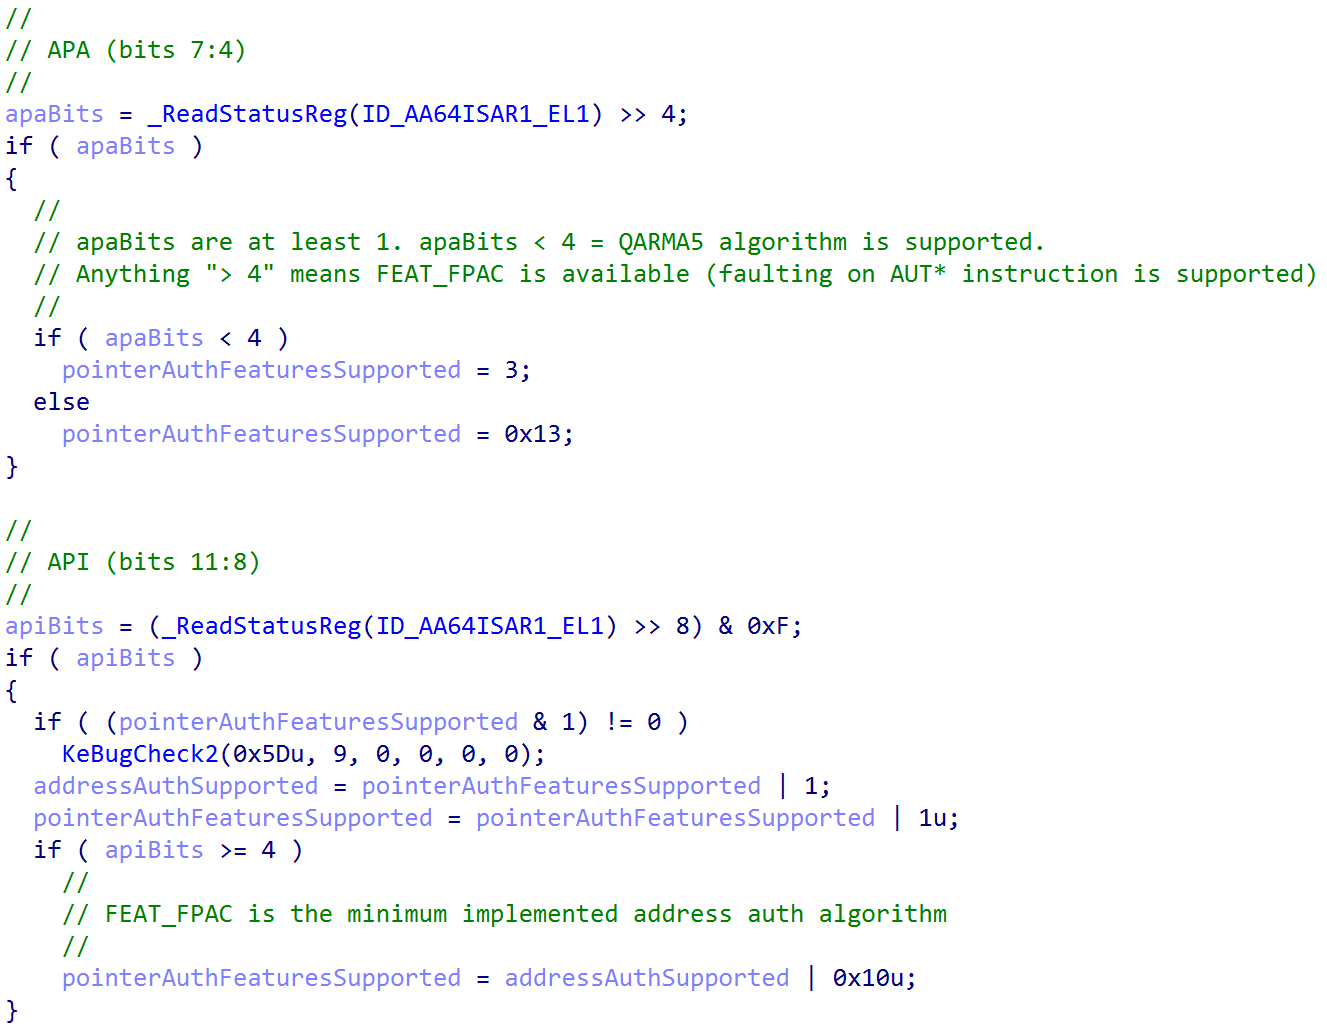 //
// APA (bits 7:4)
//
apaBits = _ReadStatusReg(ID_AA64ISAR1_EL1) >> 4;
if ( apaBits )
{
  //
  // apaBits are at least 1. apaBits < 4 = QARMA5 algorithm is supported.
  // Anything "> 4" means FEAT_FPAC is available (faulting on AUT* instruction is supported)
  //
  if ( apaBits < 4 )
    pointerAuthFeaturesSupported = 3;
  else
    pointerAuthFeaturesSupported = 0x13;
}

//
// API (bits 11:8)
//
apiBits = (_ReadStatusReg(ID_AA64ISAR1_EL1) >> 8) & 0xF;
if ( apiBits )
{
  if ( (pointerAuthFeaturesSupported & 1) != 0 )
    KeBugCheck2(0x5Du, 9, 0, 0, 0, 0);
  addressAuthSupported = pointerAuthFeaturesSupported | 1;
  pointerAuthFeaturesSupported = pointerAuthFeaturesSupported | 1u;
  if ( apiBits >= 4 )
    //
    // FEAT_FPAC is the minimum implemented address auth algorithm
    //
    pointerAuthFeaturesSupported = addressAuthSupported | 0x10u;
}